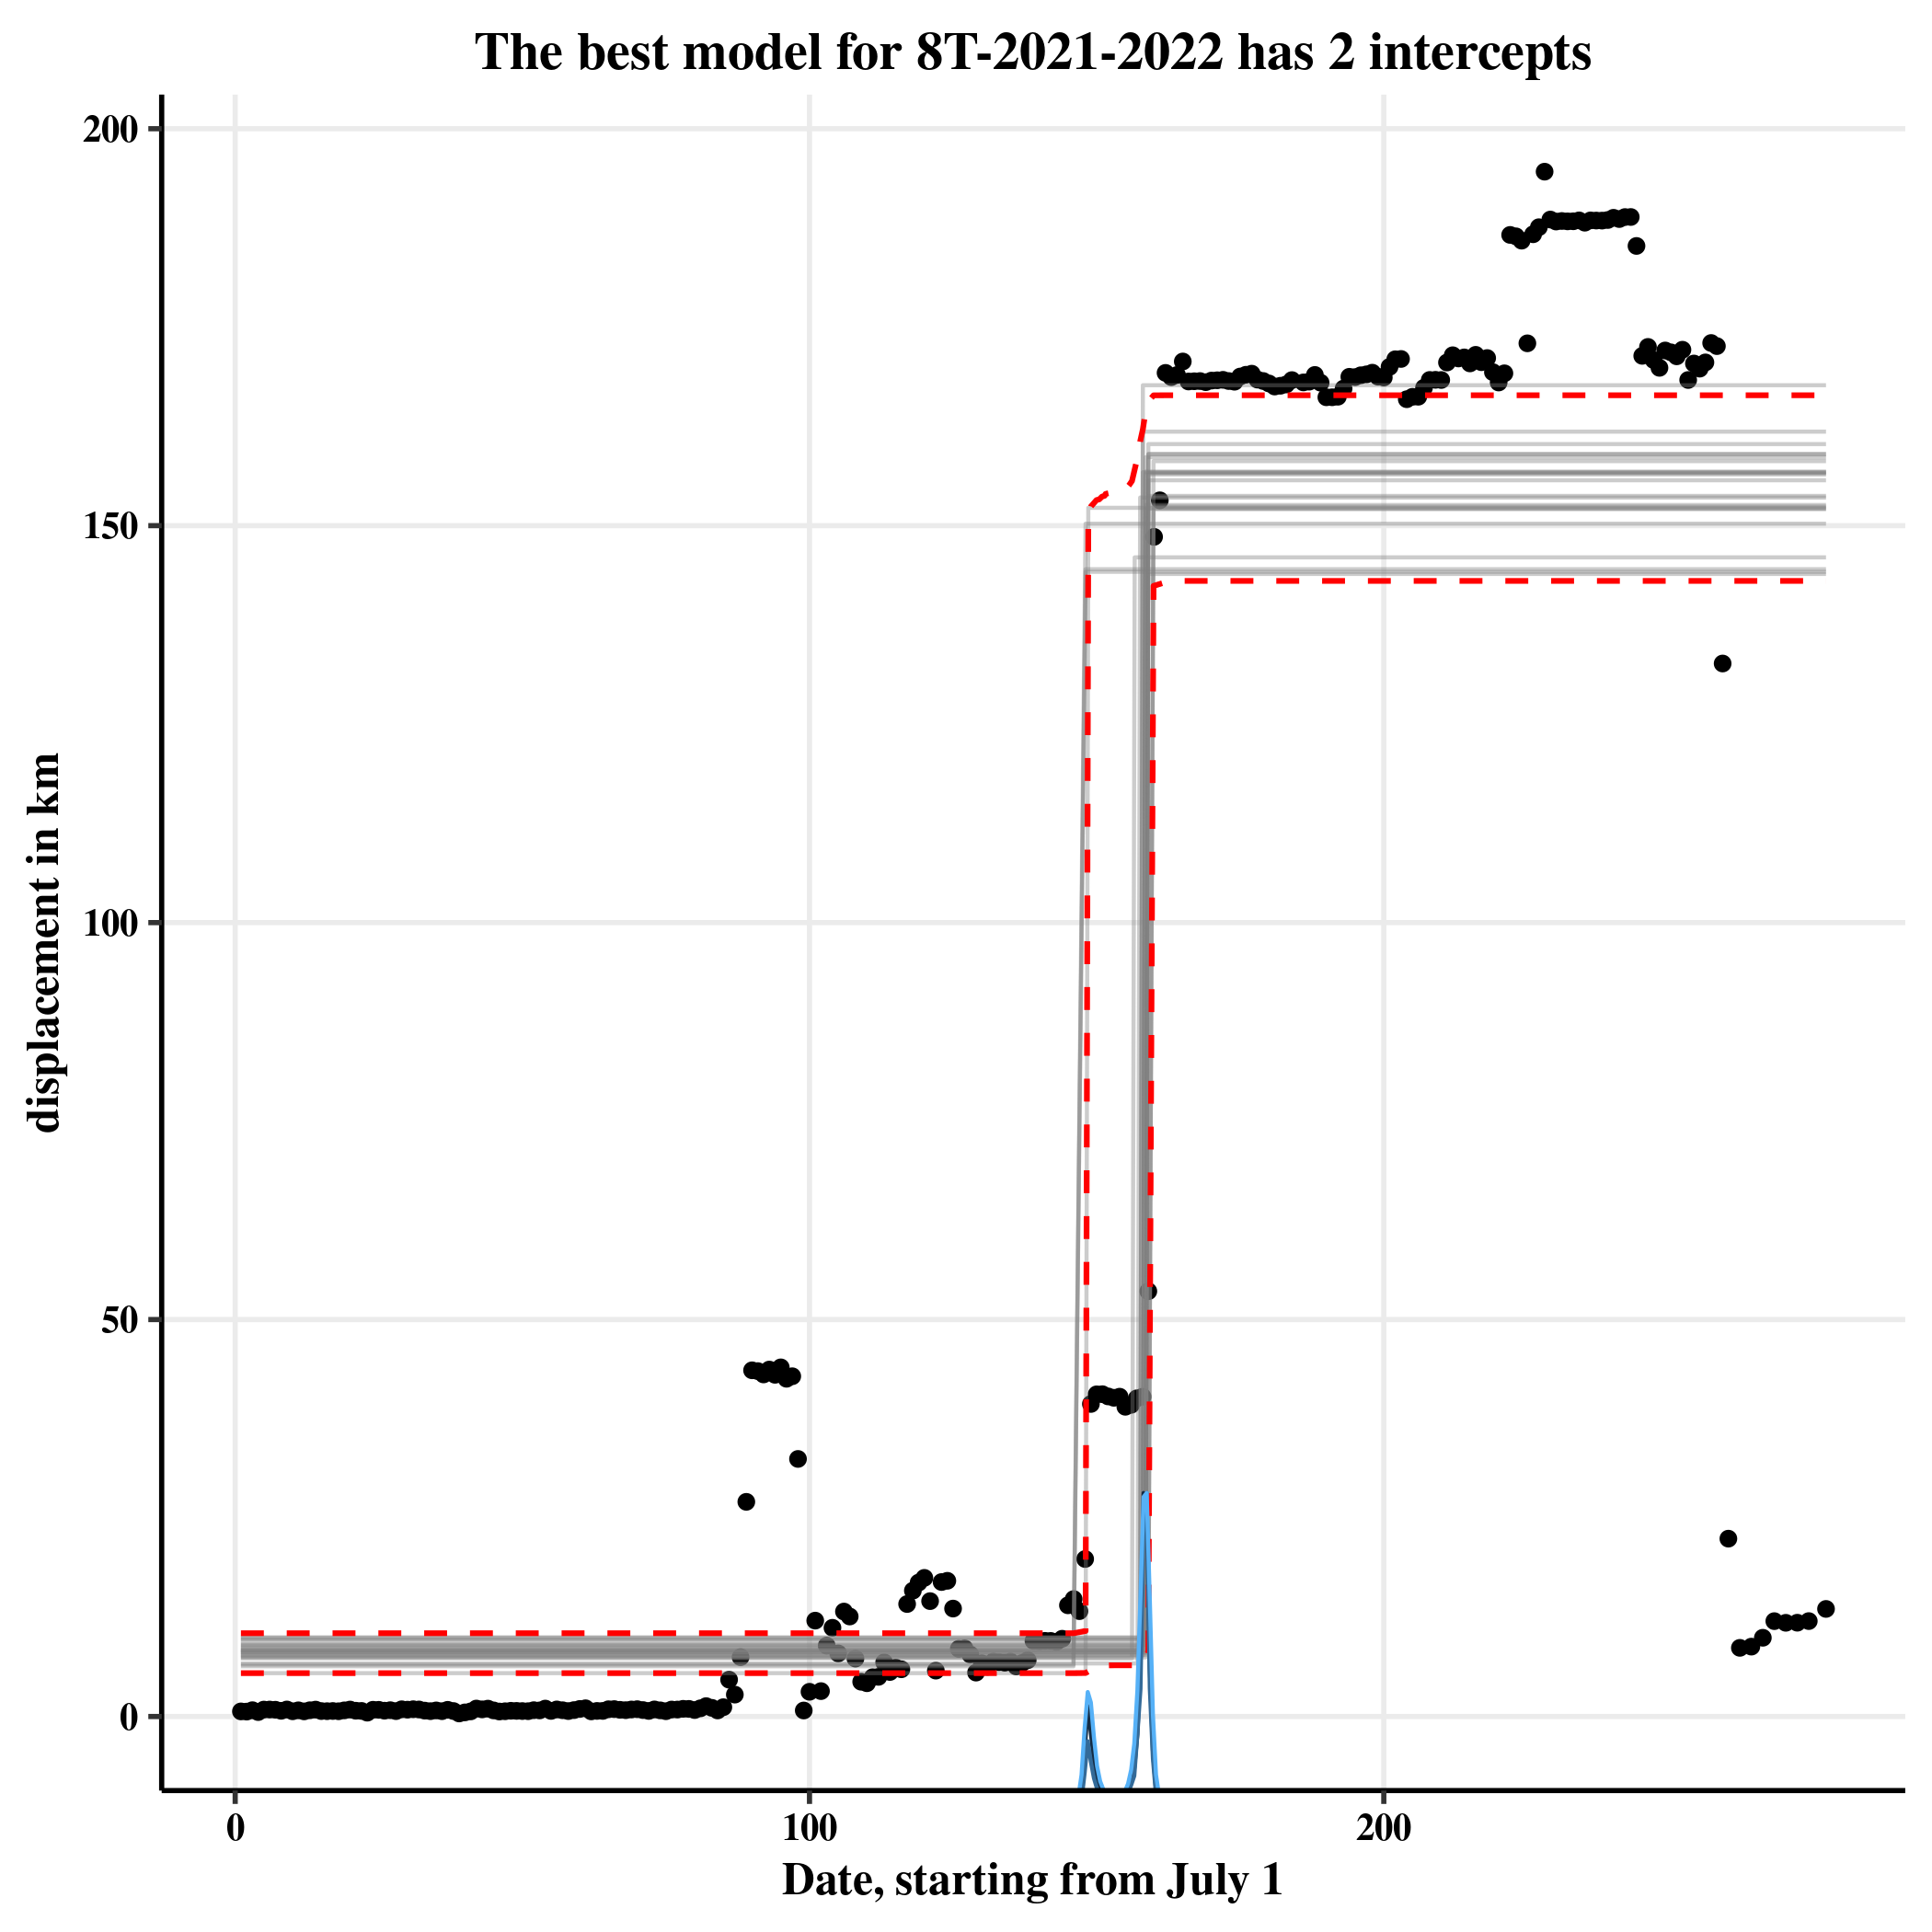 The best model for 8T-2021-2022 has 2 intercepts
200
150
100
50
0
displacement in km
0 100 200
Date, starting from July 1